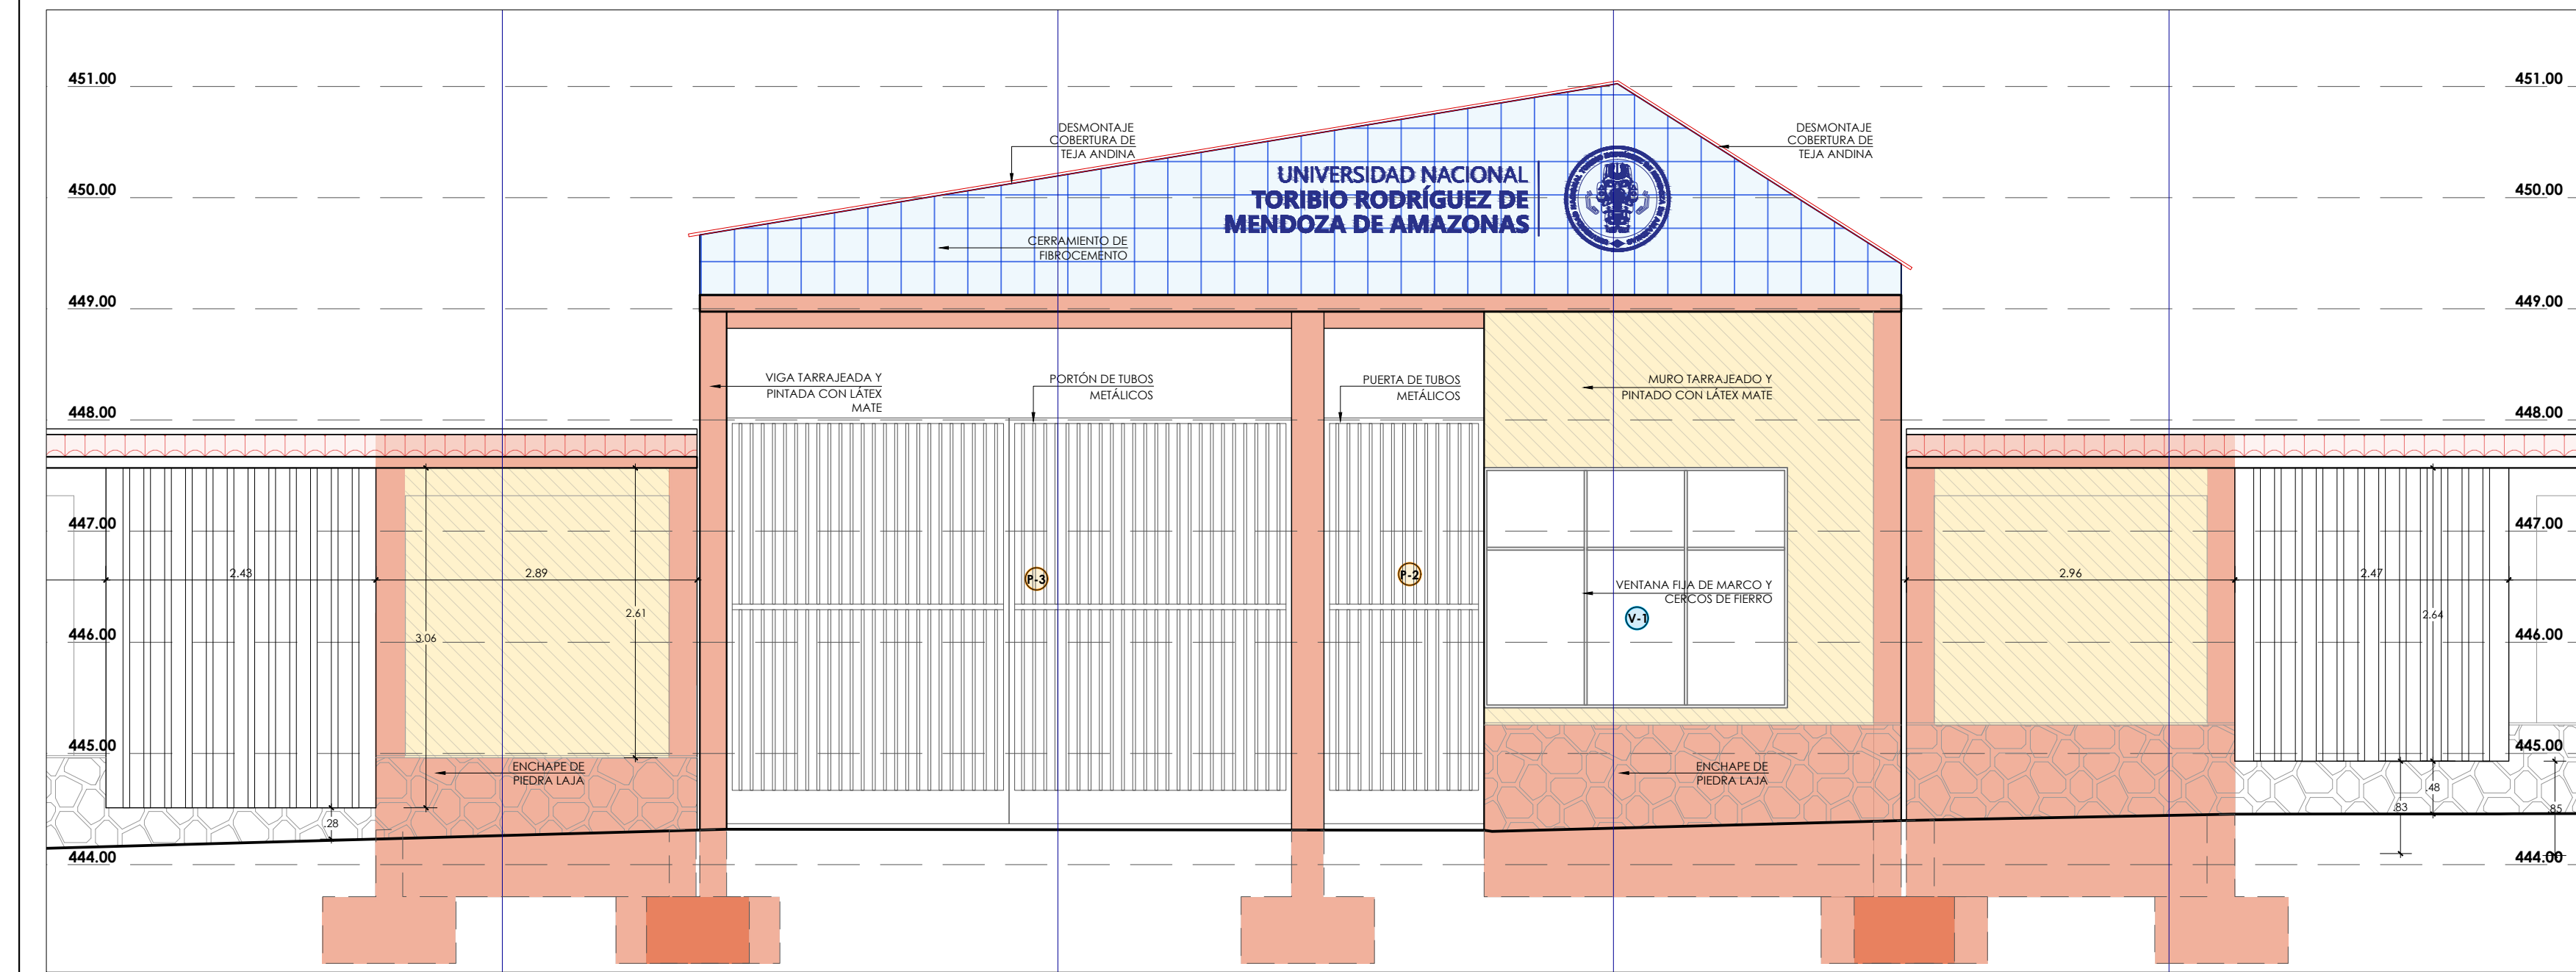 451.00
451.00
DESMONTAJE
COBERTURA DE
TEJA ANDINA
DESMONTAJE
COBERTURA DE
TEJA ANDINA
UNIVERSIDAD NACIONAL
TORIBIO RODRÍGUEZ DE
MENDOZA DE AMAZONAS
450.00
450.00
CERRAMIENTO DE
FIBROCEMENTO
449.00
449.00
VIGA TARRAJEADA Y
PINTADA CON LÁTEX
MATE
PORTÓN DE TUBOS
METÁLICOS
PUERTA DE TUBOS
METÁLICOS
MURO TARRAJEADO Y
PINTADO CON LÁTEX MATE
448.00
448.00
447.00
447.00
2.43
2.89
P-3
P-2
VENTANA FIJA DE MARCO Y
CERCOS DE FIERRO
2.96
2.47
2.61
V-1
2.64
3.06
446.00
446.00
445.00
445.00
ENCHAPE DE
PIEDRA LAJA
ENCHAPE DE
PIEDRA LAJA
.48
.83
.85
.28
444.00
444.00